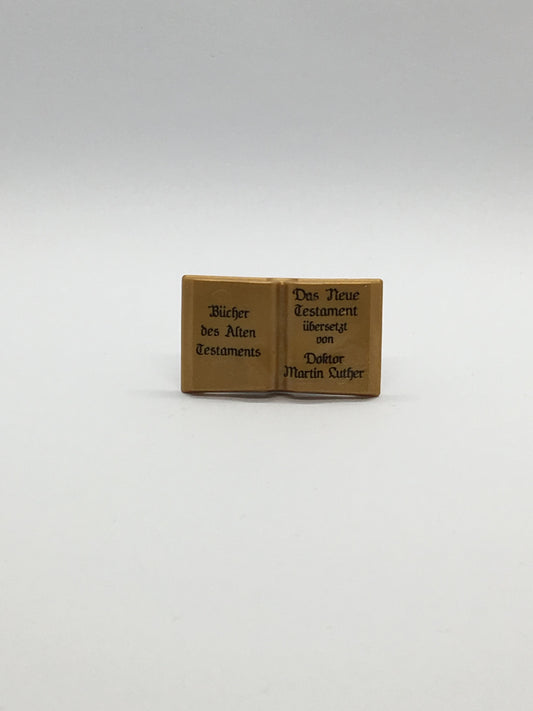 Bücher
des Alten
Testaments
Das Neue
Testament
übersetzt
von
Doktor
Martin Luther